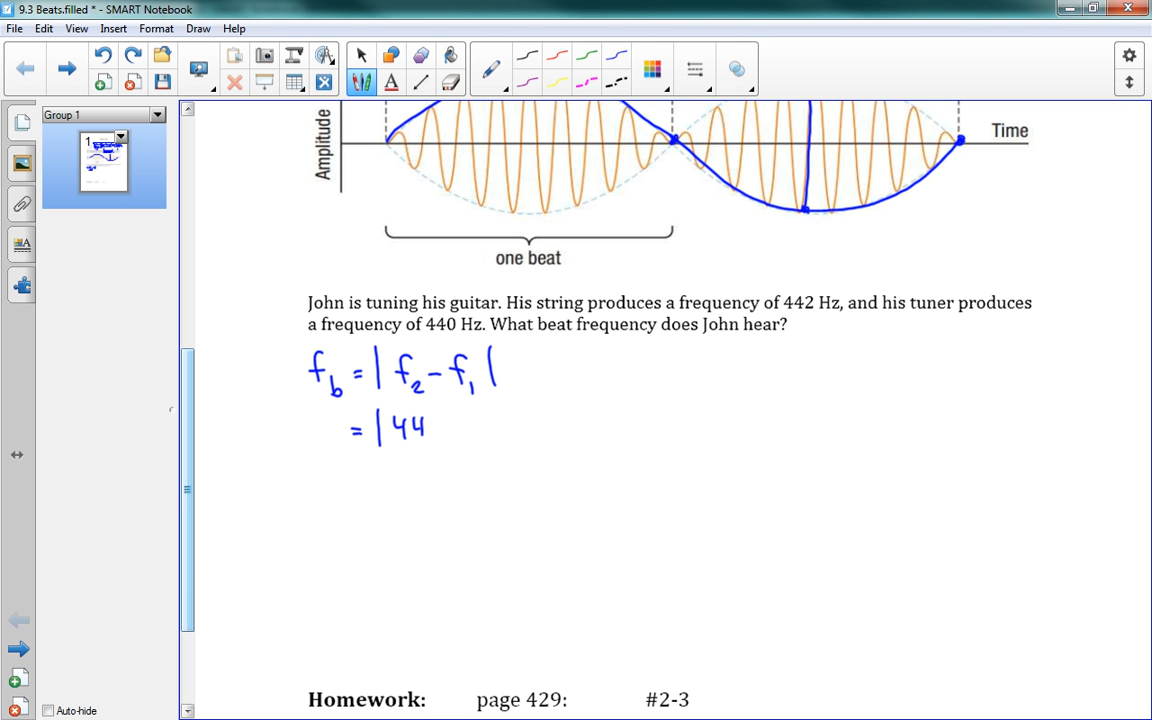 9.3 Beats.filled * - SMART Notebook
File Edit View Insert Format Draw Help
Group 1
1
Amplitude
Time
one beat
John is tuning his guitar. His string produces a frequency of 442 Hz, and his tuner produces
a frequency of 440 Hz. What beat frequency does John hear?
f_b = | f_2 - f_1 |
= | 44
Homework: page 429: #2-3
Auto-hide